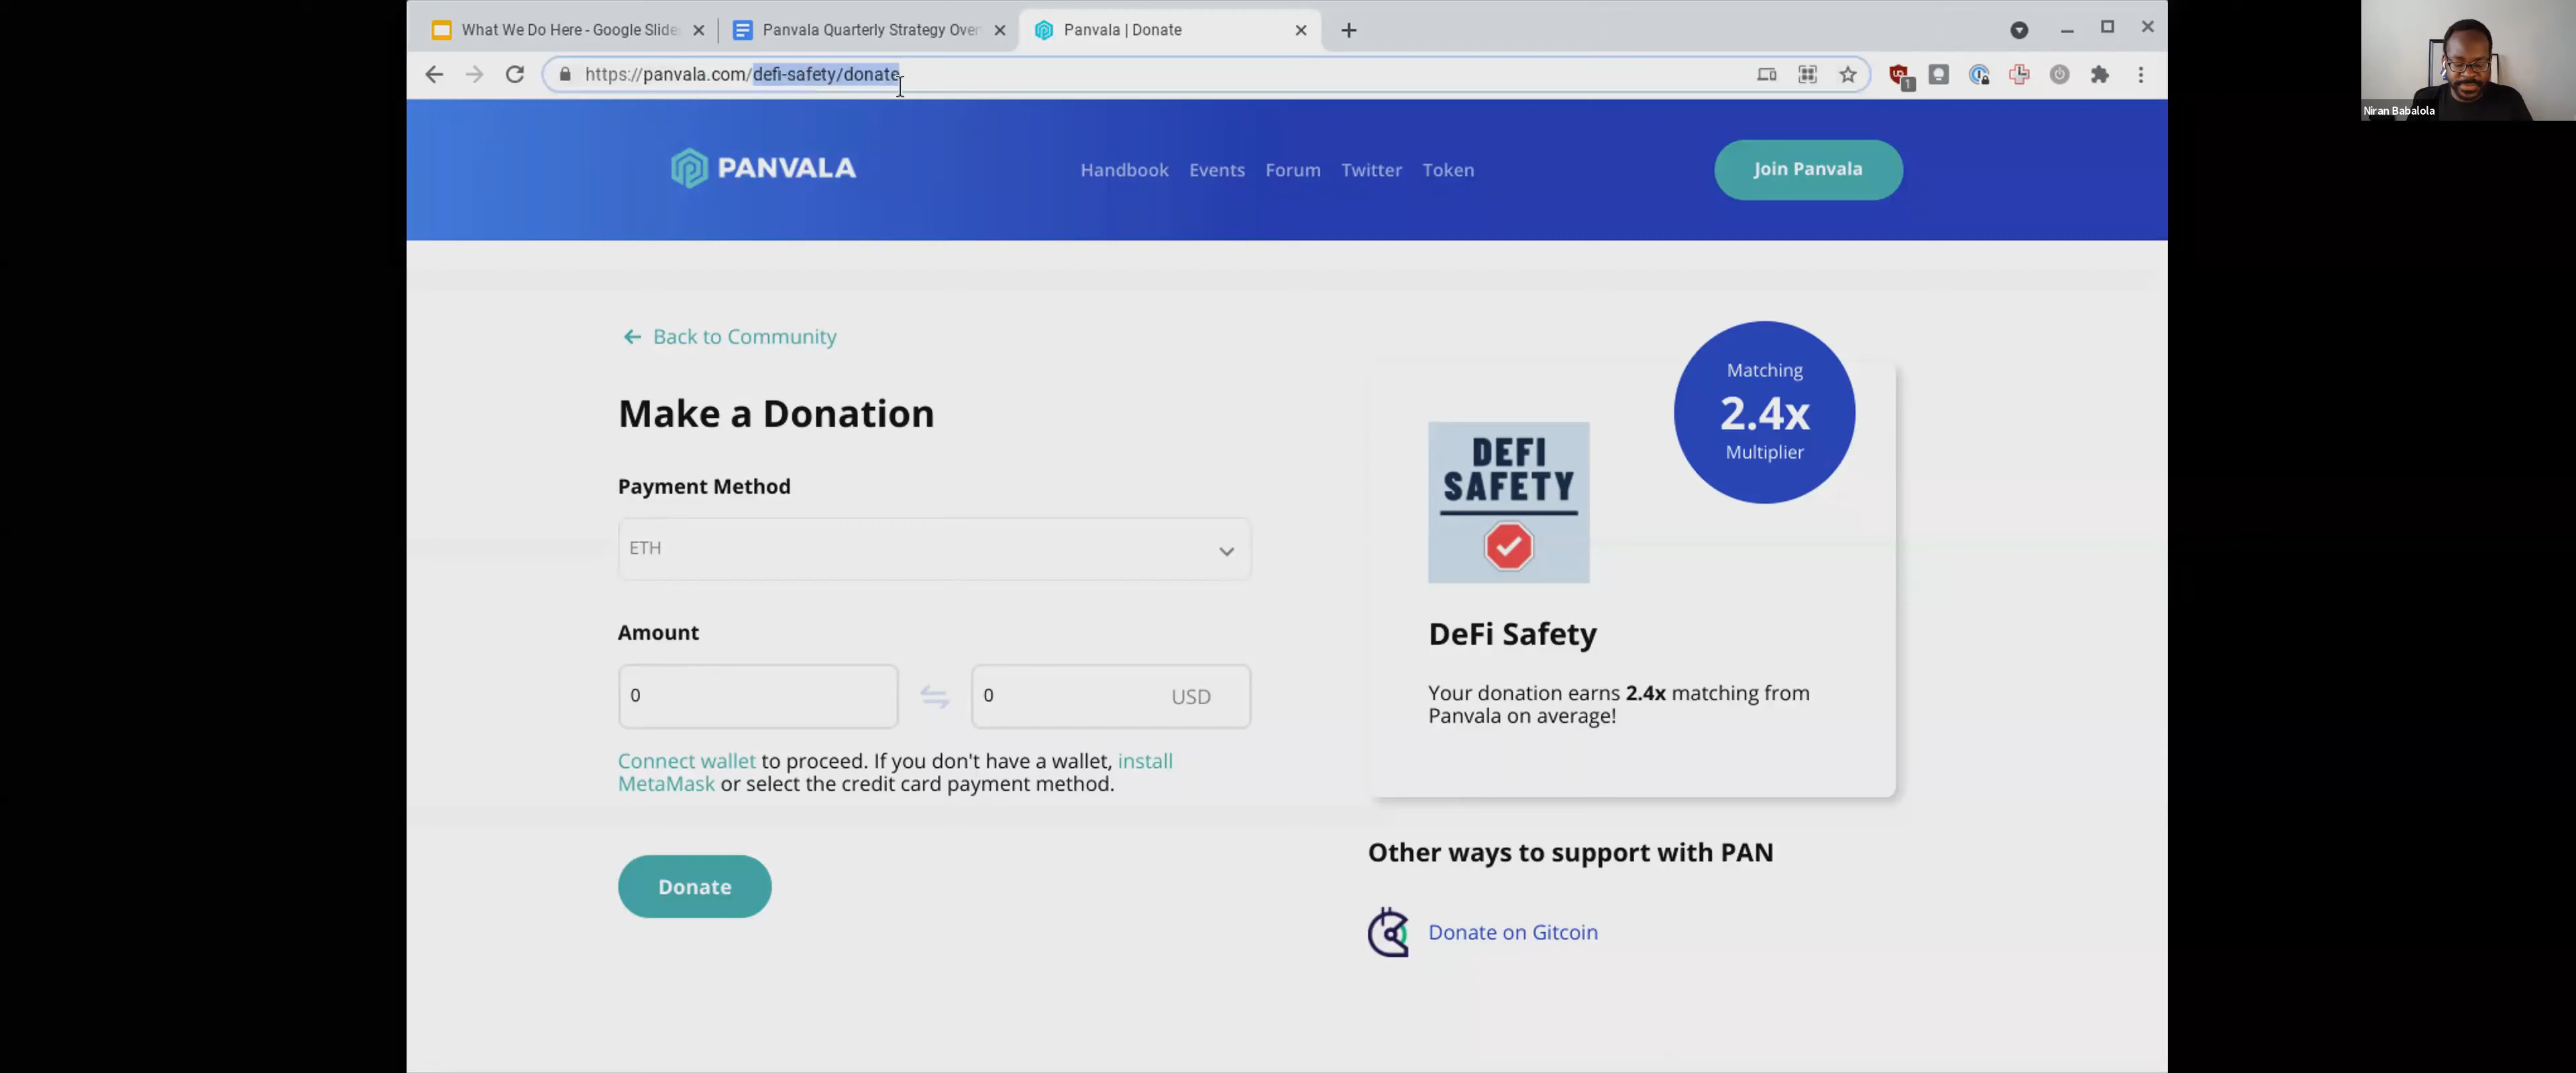 What We Do Here - Google Slide
Panvala Quarterly Strategy Over
Panvala | Donate
https://panvala.com/defi-safety/donate
1
Niran Babalola
PANVALA
Handbook
Events
Forum
Twitter
Token
Join Panvala
Back to Community
Make a Donation
Payment Method
ETH
Amount
0
0 USD
Connect wallet to proceed. If you don't have a wallet, install
MetaMask or select the credit card payment method.
Donate
Matching
2.4x
Multiplier
DEFI
SAFETY
DeFi Safety
Your donation earns 2.4x matching from
Panvala on average!
Other ways to support with PAN
Donate on Gitcoin